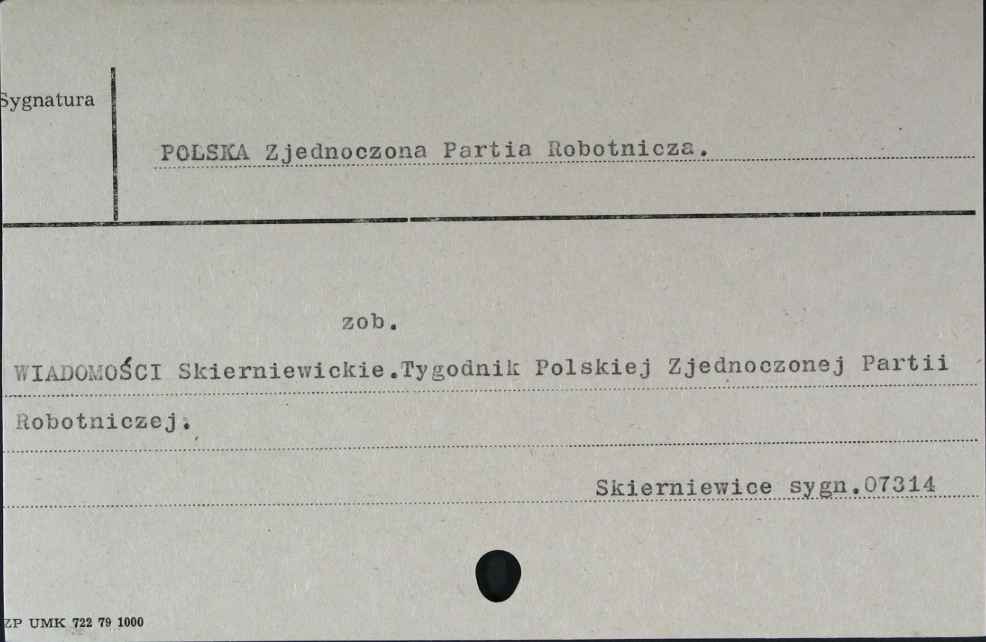 Sygnatura
POLSKA Zjednoczona Partia Robotnicza.
zob.
WIADOMOŚCI Skierniewickie.Tygodnik Polskiej Zjednoczonej Partii
Robotniczej.
Skierniewice sygn.07314
ZP UMK 722 79 1000